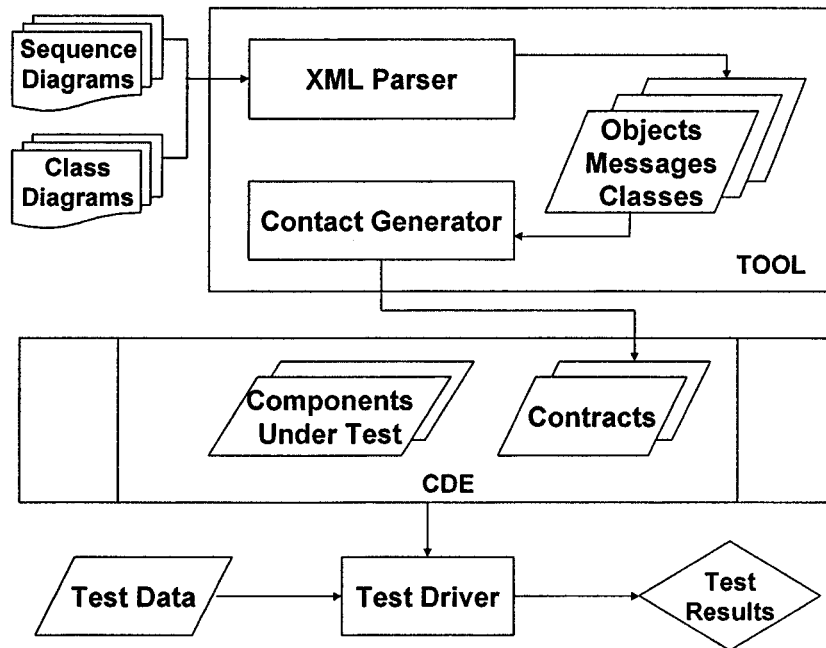 Sequence
Diagrams
XML Parser
Objects
Messages
Classes
Class
Diagrams
Contact Generator
TOOL
Components
Under Test
Contracts
CDE
Test Data
Test Driver
Test
Results